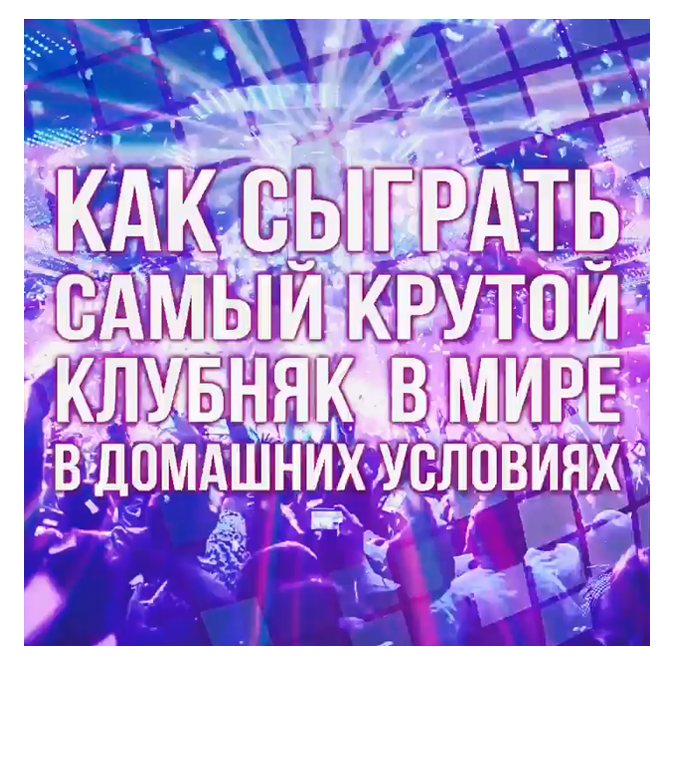 КАК СЫГРАТЬ
САМЫЙ КРУТОЙ
КЛУБНЯК В МИРЕ
В ДОМАШНИХ УСЛОВИЯХ